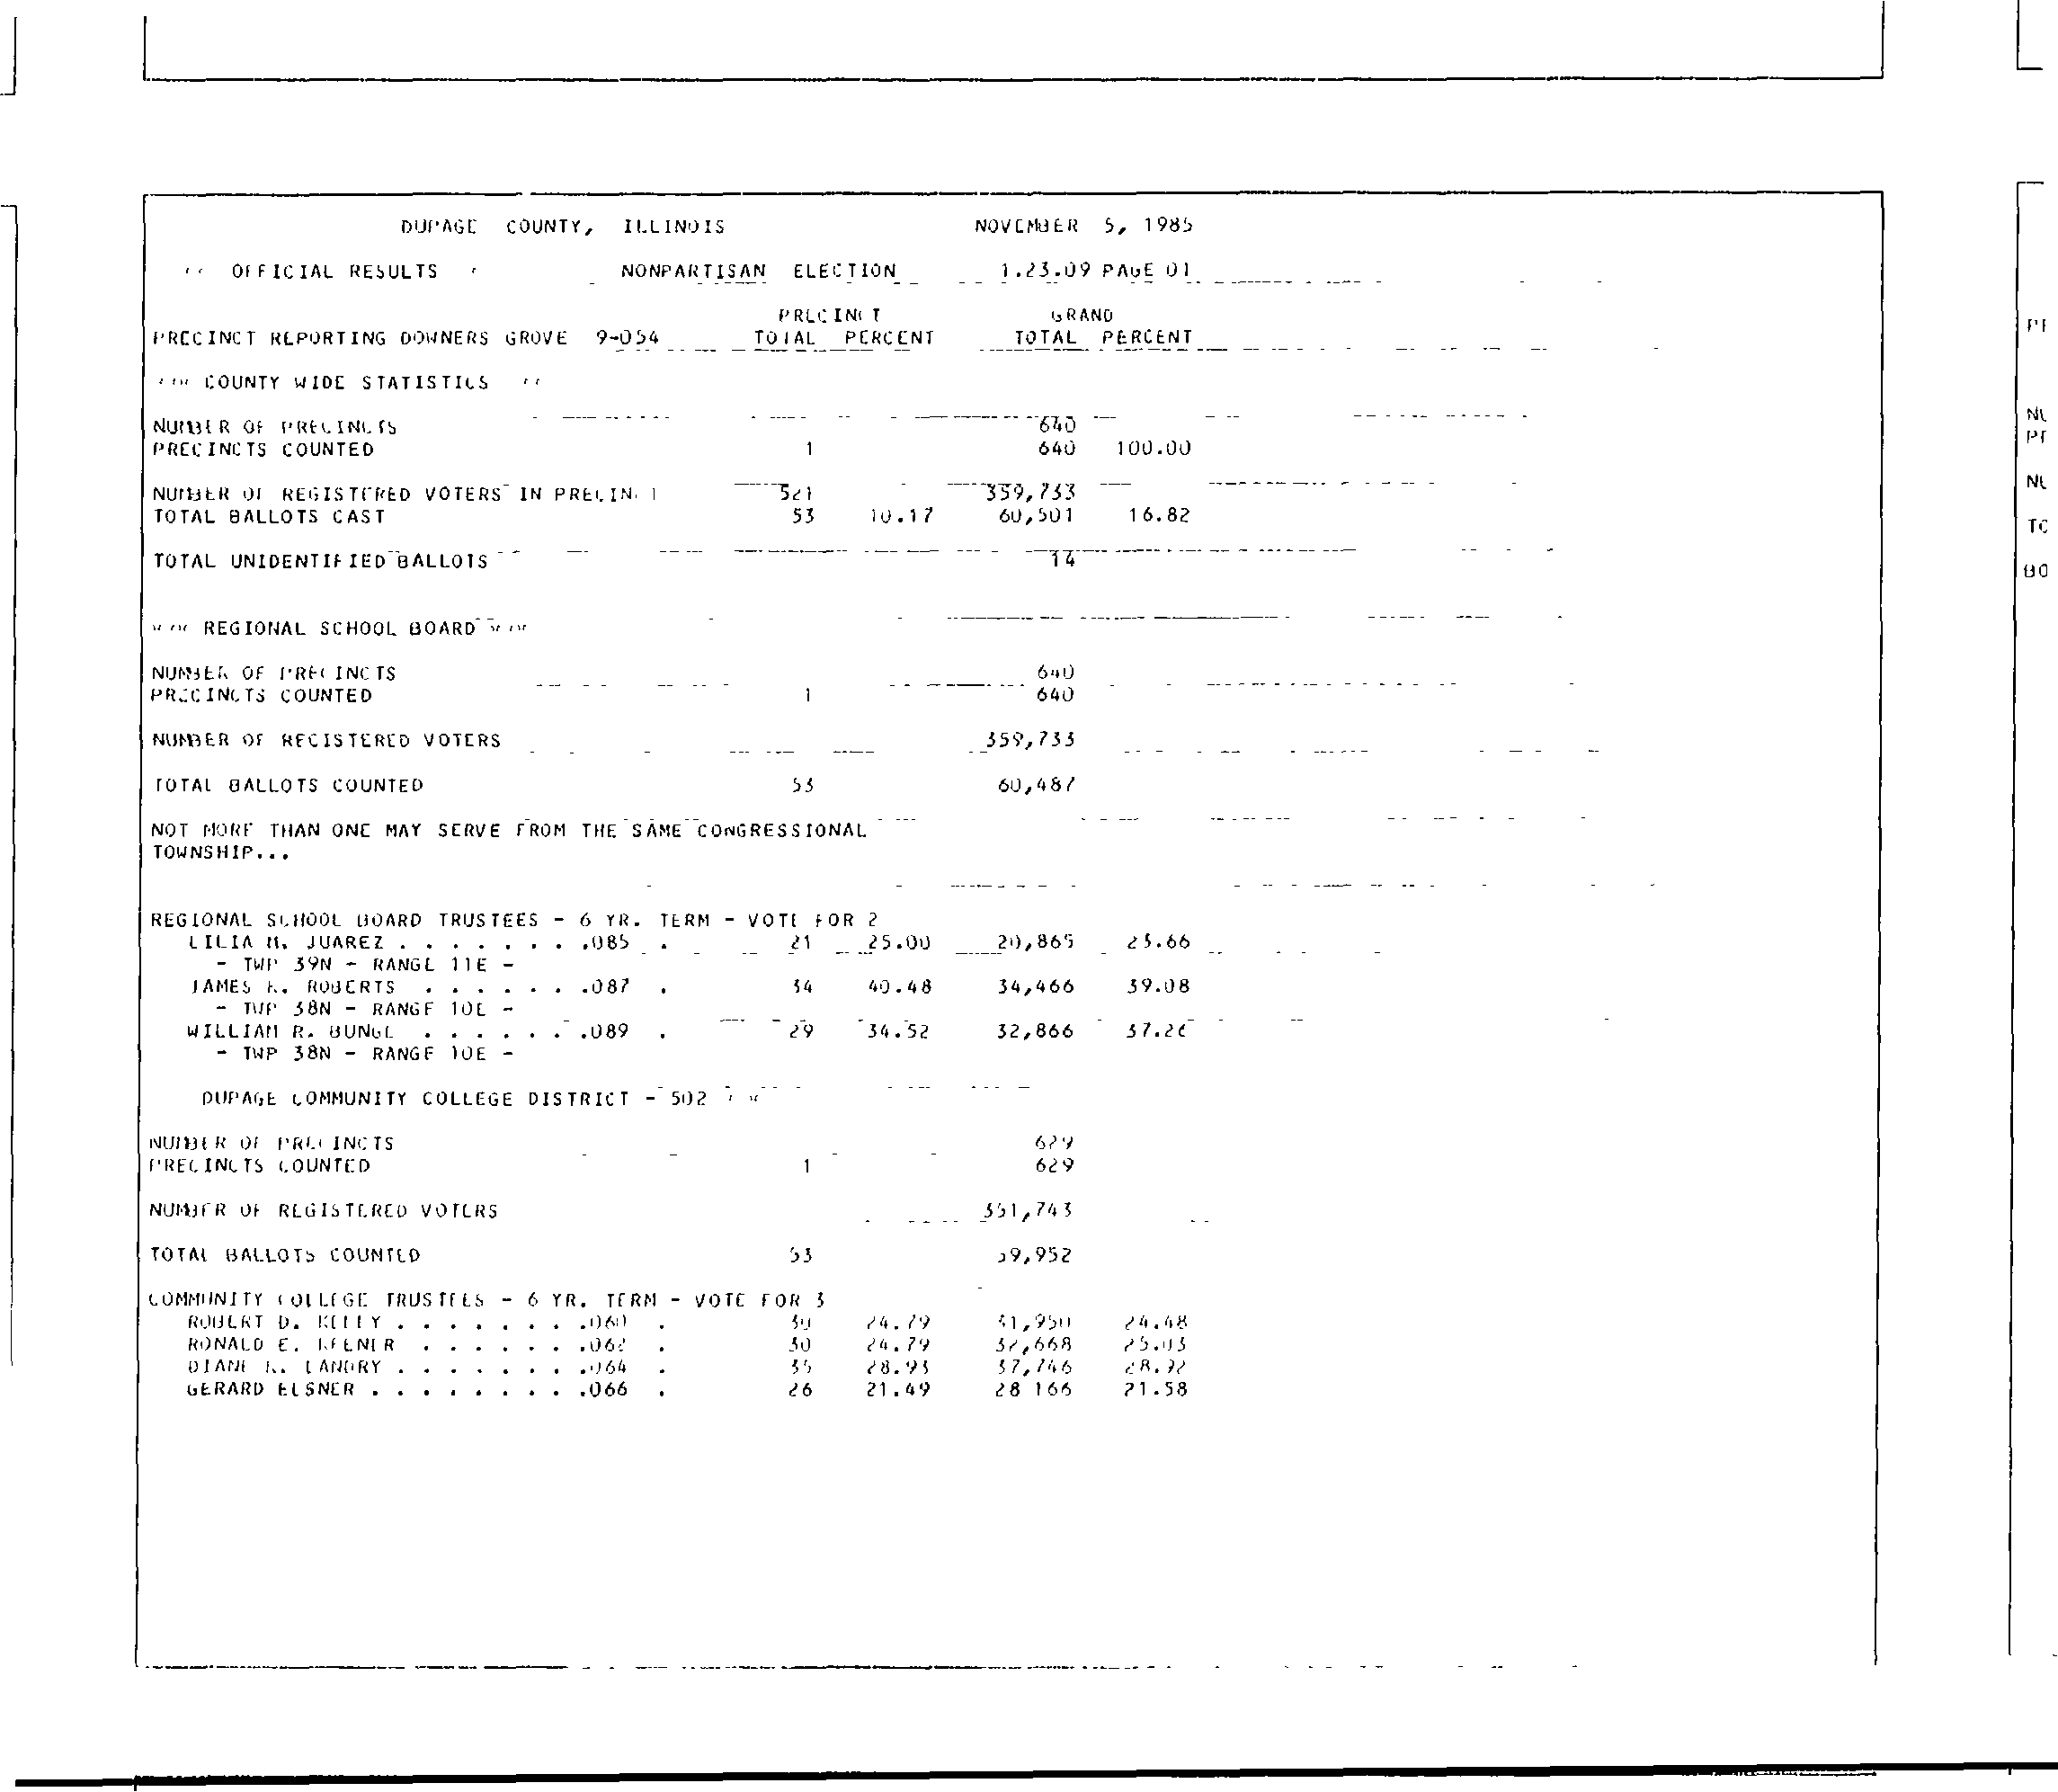 DUPAGE COUNTY, ILLINOIS NOVEMBER 5, 1985
OFFICIAL RESULTS NONPARTISAN ELECTION 1.23.09 PAGE 01
PRECINCT GRAND
PRECINCT REPORTING DOWNERS GROVE 9-054 TOTAL PERCENT TOTAL PERCENT
COUNTY WIDE STATISTICS
NUMBER OF PRECINCTS 640
PRECINCTS COUNTED 1 640 100.00
NUMBER OF REGISTERED VOTERS IN PRECINCT 521 359,733
TOTAL BALLOTS CAST 53 10.17 60,501 16.82
TOTAL UNIDENTIFIED BALLOTS 14
REGIONAL SCHOOL BOARD
NUMBER OF PRECINCTS 640
PRECINCTS COUNTED 1 640
NUMBER OF REGISTERED VOTERS 359,733
TOTAL BALLOTS COUNTED 53 60,487
NOT MORE THAN ONE MAY SERVE FROM THE SAME CONGRESSIONAL
TOWNSHIP...
REGIONAL SCHOOL BOARD TRUSTEES - 6 YR. TERM - VOTE FOR 2
LILIA M. JUAREZ . . . . . . . .085 . 21 25.00 20,865 23.66
- TWP 39N - RANGE 11E -
JAMES R. ROBERTS . . . . . . .087 . 34 40.48 34,466 39.08
- TWP 38N - RANGE 10E -
WILLIAM R. BUNGE . . . . . . .089 . 29 34.52 32,866 37.26
- TWP 38N - RANGE 10E -
DUPAGE COMMUNITY COLLEGE DISTRICT - 502
NUMBER OF PRECINCTS 629
PRECINCTS COUNTED 1 629
NUMBER OF REGISTERED VOTERS 351,743
TOTAL BALLOTS COUNTED 53 59,952
COMMUNITY COLLEGE TRUSTEES - 6 YR. TERM - VOTE FOR 3
ROBERT D. KELLY . . . . . . . .060 . 30 24.79 31,950 24.48
RONALD E. KEENER . . . . . . .062 . 30 24.79 32,668 25.03
DIANE K. LANDRY . . . . . . . .064 . 35 28.93 37,746 28.92
GERARD ELSNER . . . . . . . . .066 . 26 21.49 28 166 21.58